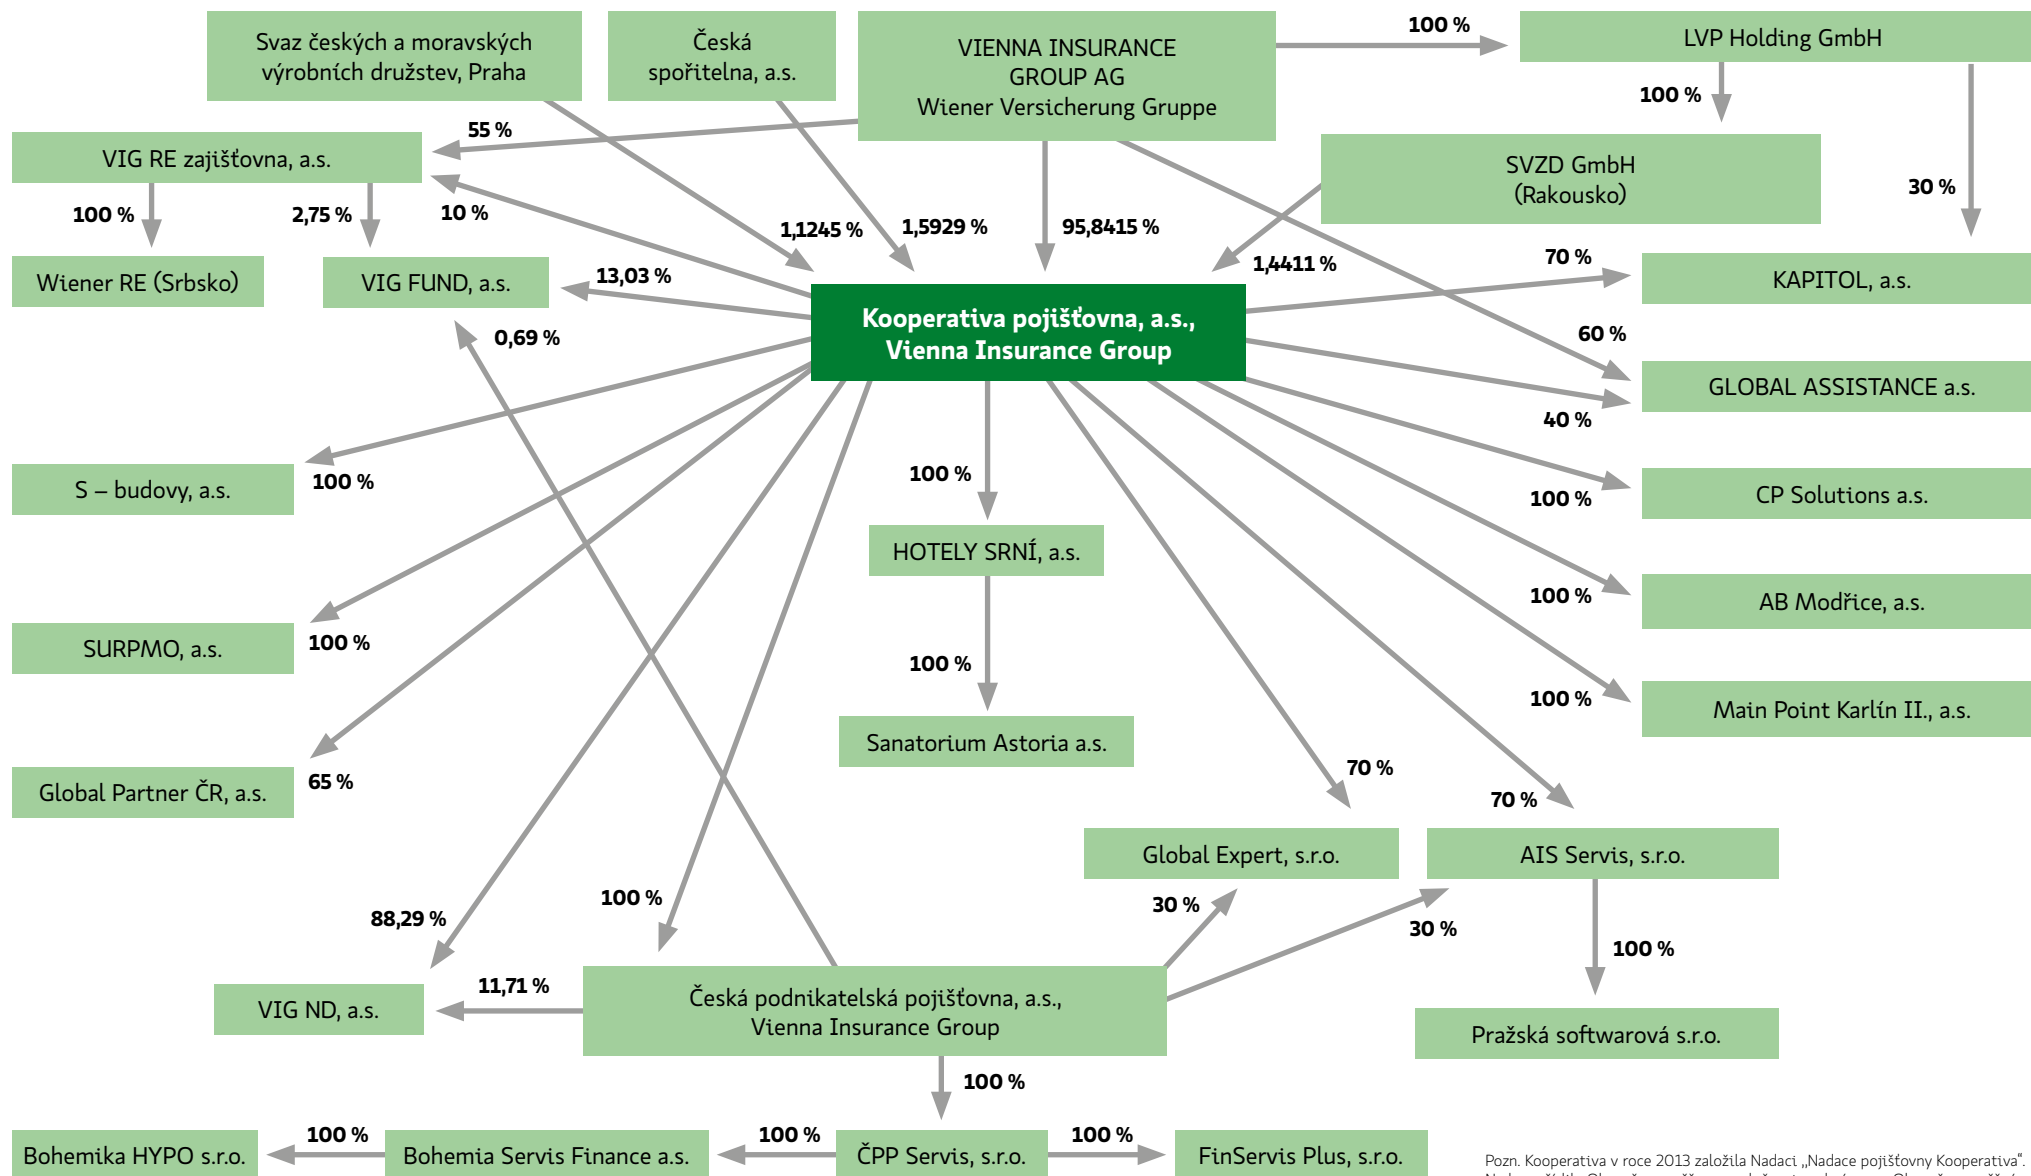 Svaz českých a moravských
výrobních družstev, Praha
Česká
spořitelna, a.s.
VIENNA INSURANCE
GROUP AG
Wiener Versicherung Gruppe
100 %
LVP Holding GmbH
100 %
55 %
VIG RE zajišťovna, a.s.
SVZD GmbH
(Rakousko)
30 %
100 %
2,75 %
10 %
1,1245 %
1,5929 %
95,8415 %
1,4411 %
70 %
Wiener RE (Srbsko)
VIG FUND, a.s.
13,03 %
KAPITOL, a.s.
0,69 %
Kooperativa pojišťovna, a.s.,
Vienna Insurance Group
60 %
GLOBAL ASSISTANCE a.s.
40 %
S – budovy, a.s.
100 %
100 %
100 %
CP Solutions a.s.
HOTELY SRNÍ, a.s.
100 %
AB Modřice, a.s.
SURPMO, a.s.
100 %
100 %
100 %
Main Point Karlín II., a.s.
Sanatorium Astoria a.s.
Global Partner ČR, a.s.
65 %
70 %
70 %
Global Expert, s.r.o.
AIS Servis, s.r.o.
88,29 %
100 %
30 %
30 %
100 %
VIG ND, a.s.
11,71 %
Česká podnikatelská pojišťovna, a.s.,
Vienna Insurance Group
Pražská softwarová s.r.o.
100 %
Bohemika HYPO s.r.o.
100 %
Bohemia Servis Finance a.s.
100 %
ČPP Servis, s.r.o.
100 %
FinServis Plus, s.r.o.
Pozn. Kooperativa v roce 2013 založila Nadaci „Nadace pojišťovny Kooperativa“.